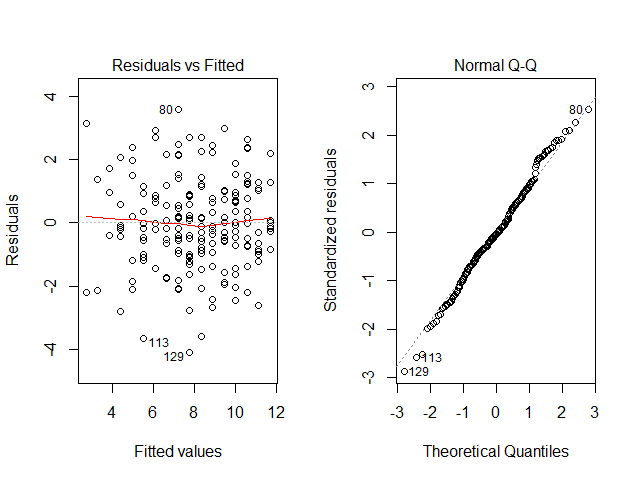 Residuals vs Fitted
Residuals
4
2
0
-2
-4
80
113
129
4 6 8 10 12
Fitted values
Normal Q-Q
Standardized residuals
3
2
1
0
-1
-2
-3
80
113
129
-3 -2 -1 0 1 2 3
Theoretical Quantiles